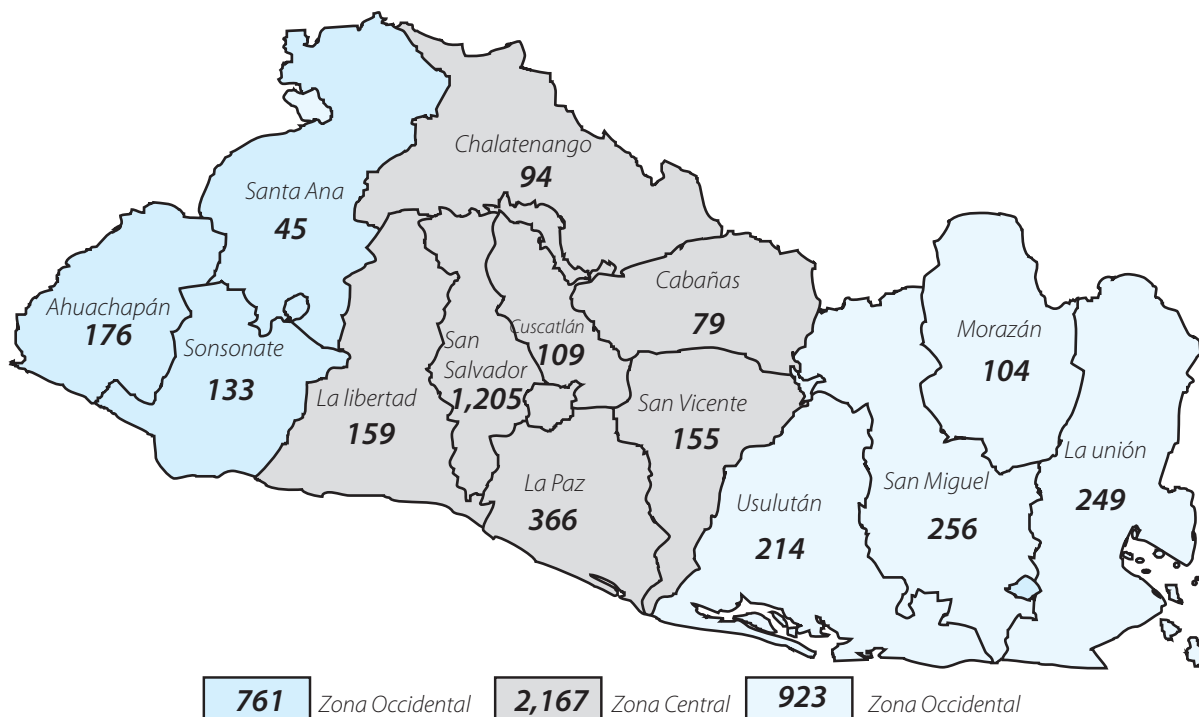 Chalatenango
94
Santa Ana
45
Cabañas
79
Ahuachapán
176
Sonsonate
133
Cuscatlán
109
San
Salvador
1,205
Morazán
104
La libertad
159
San Vicente
155
La unión
249
La Paz
366
Usulután
214
San Miguel
256
761 Zona Occidental
2,167 Zona Central
923 Zona Occidental